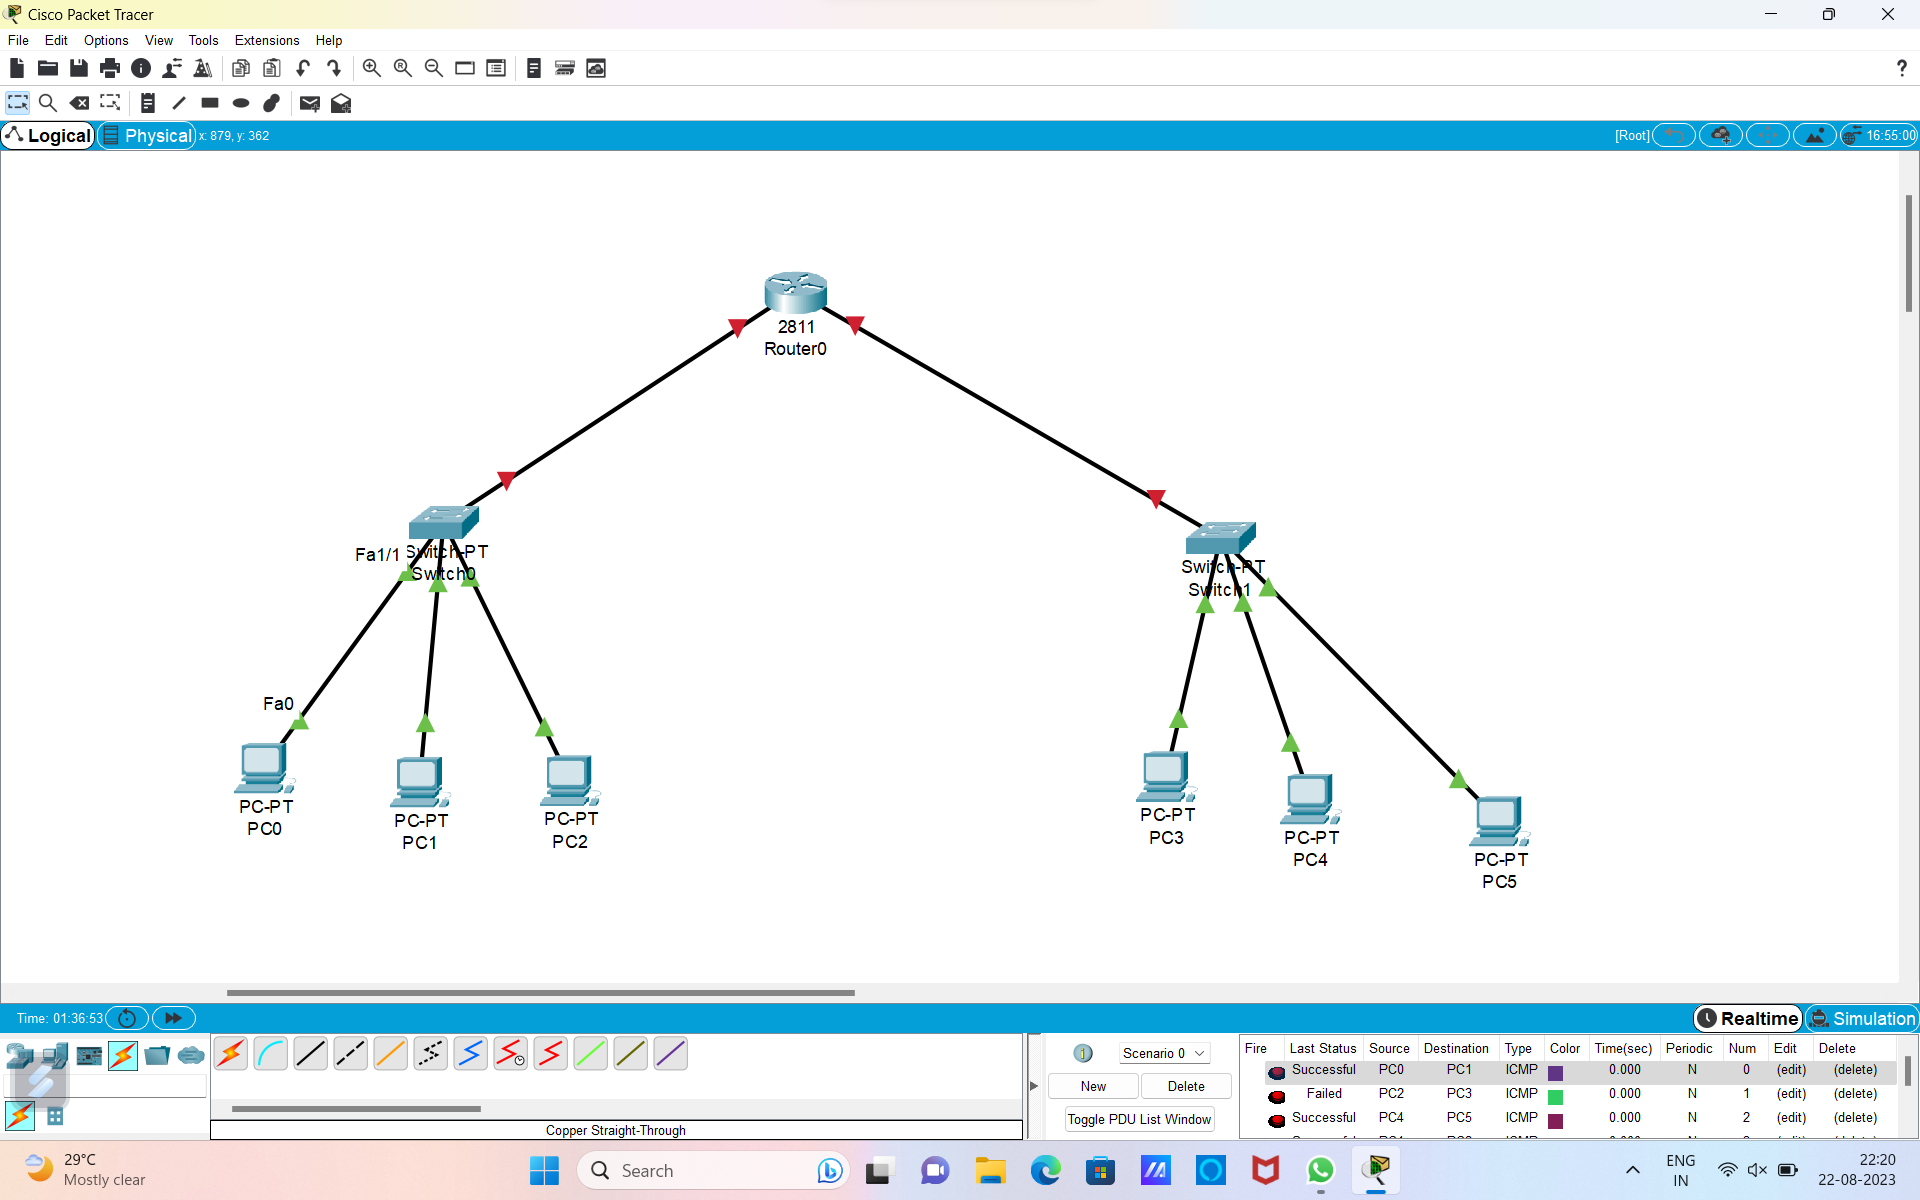 Cisco Packet Tracer
File Edit Options View Tools Extensions Help
?
Logical Physical x: 879, y: 362 [Root] 16:55:00
2811
Router0
Fa1/1 Switch-PT
Switch0
Switch-PT
Switch1
Fa0
PC-PT
PC0
PC-PT
PC1
PC-PT
PC2
PC-PT
PC3
PC-PT
PC4
PC-PT
PC5
Time: 01:36:53 Realtime Simulation
Scenario 0
New Delete
Toggle PDU List Window
Copper Straight-Through
Fire Last Status Source Destination Type Color Time(sec) Periodic Num Edit Delete
Successful PC0 PC1 ICMP 0.000 N 0 (edit) (delete)
Failed PC2 PC3 ICMP 0.000 N 1 (edit) (delete)
Successful PC4 PC5 ICMP 0.000 N 2 (edit) (delete)
29°C
Mostly clear
Search
ENG
IN
22:20
22-08-2023